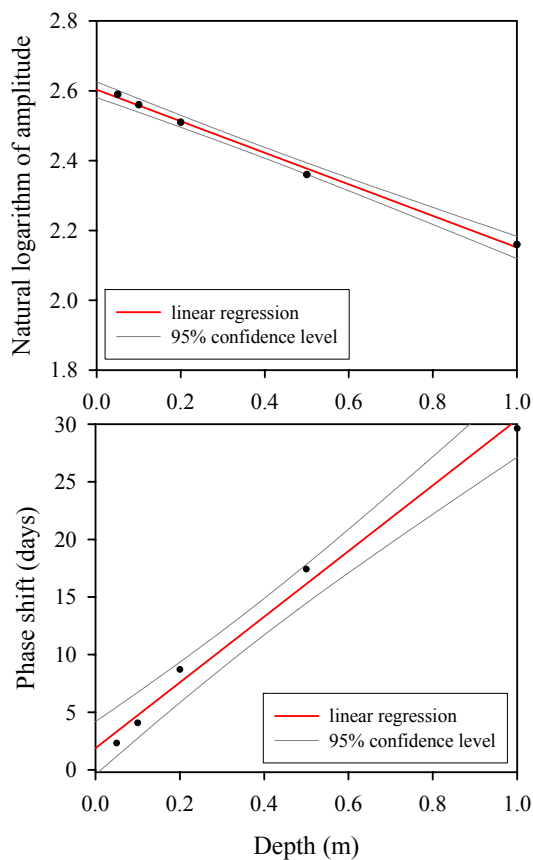 2.8
2.6
2.4
2.2
2.0
1.8
Natural logarithm of amplitude
linear regression
95% confidence level
0.0 0.2 0.4 0.6 0.8 1.0
30
25
20
15
10
5
0
Phase shift (days)
linear regression
95% confidence level
0.0 0.2 0.4 0.6 0.8 1.0
Depth (m)